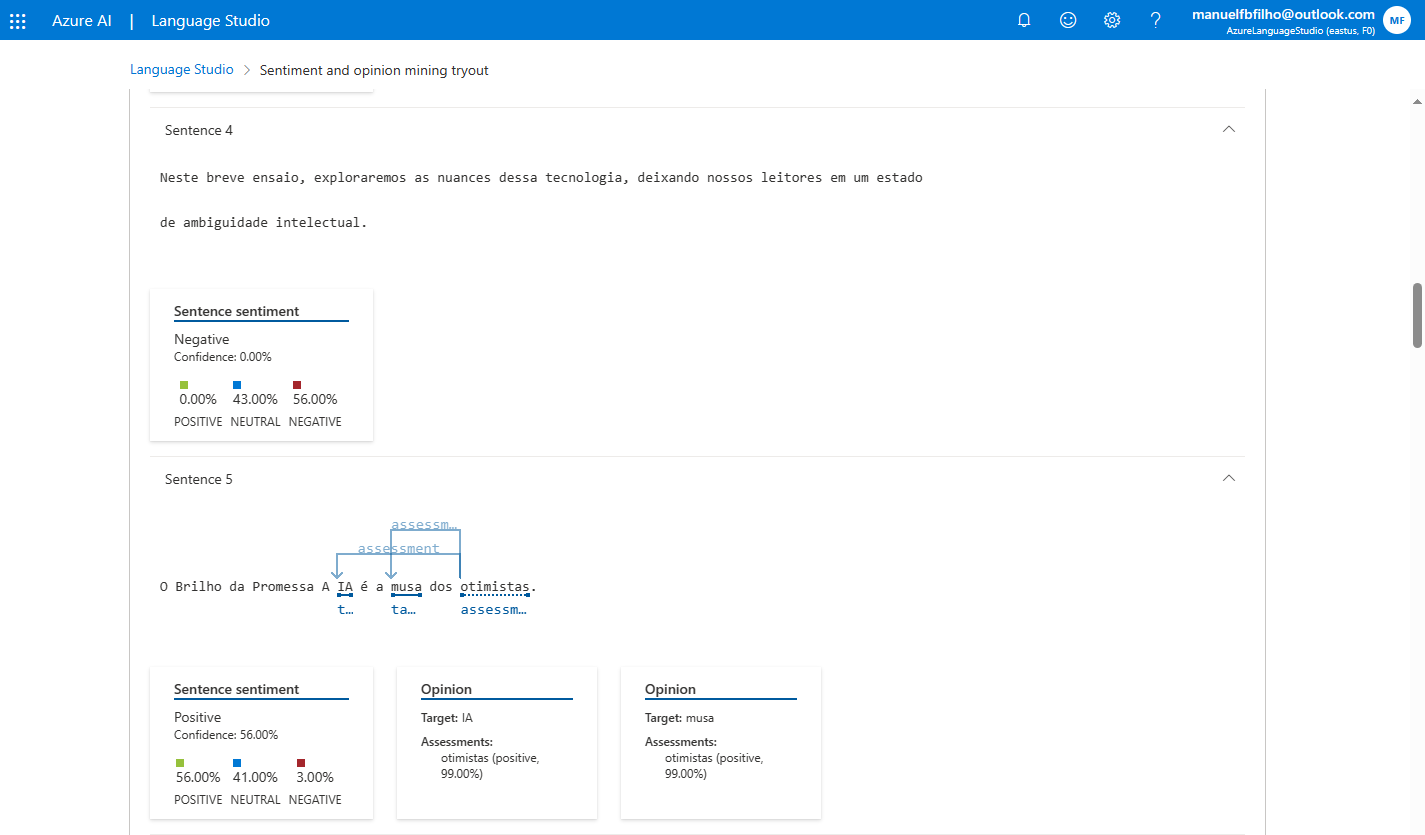 Azure AI | Language Studio
manuelfbfilho@outlook.com
AzureLanguageStudio (eastus, F0)
MF
Language Studio > Sentiment and opinion mining tryout
Sentence 4
Neste breve ensaio, exploraremos as nuances dessa tecnologia, deixando nossos leitores em um estado
de ambiguidade intelectual.
Sentence sentiment
Negative
Confidence: 0.00%
0.00% 43.00% 56.00%
POSITIVE NEUTRAL NEGATIVE
Sentence 5
assessm…
assessment
O Brilho da Promessa A IA é a musa dos otimistas.
t… ta… assessm…
Sentence sentiment
Positive
Confidence: 56.00%
56.00% 41.00% 3.00%
POSITIVE NEUTRAL NEGATIVE
Opinion
Target: IA
Assessments:
otimistas (positive,
99.00%)
Opinion
Target: musa
Assessments:
otimistas (positive,
99.00%)